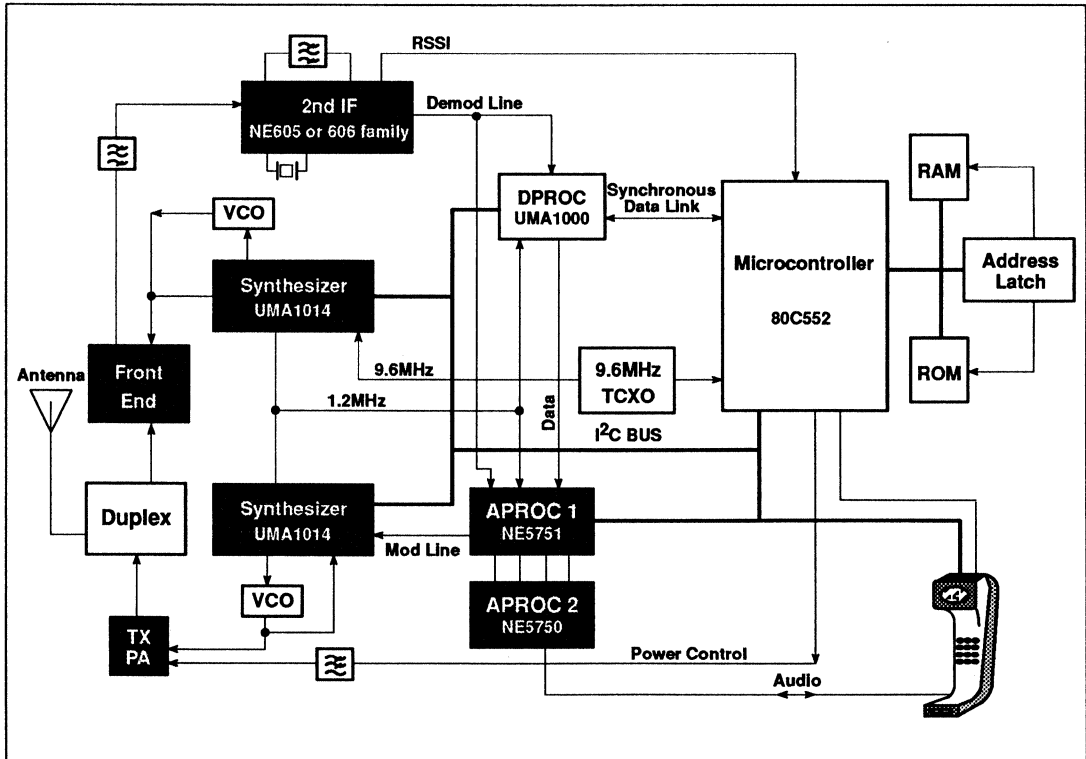 RSSI
2nd IF
NE605 or 606 family
Demod Line
DPROC
UMA1000
Synchronous
Data Link
RAM
VCO
Synthesizer
UMA1014
Microcontroller
80C552
Address
Latch
Antenna
Front
End
9.6MHz
9.6MHz
TCXO
ROM
1.2MHz
Data
I2C BUS
Duplex
Synthesizer
UMA1014
Mod Line
APROC 1
NE5751
VCO
APROC 2
NE5750
TX
PA
Power Control
Audio